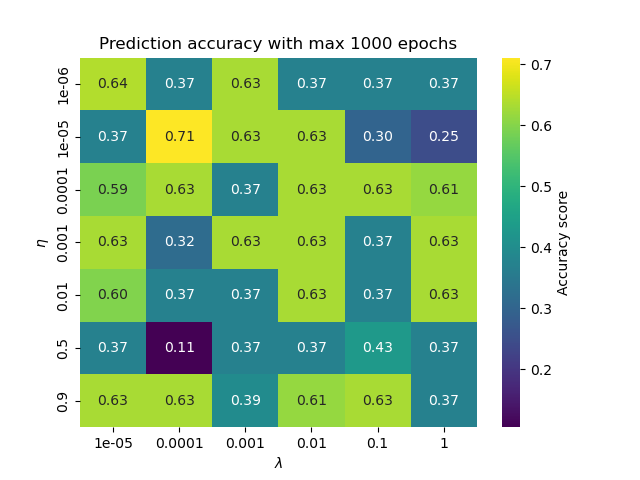 Prediction accuracy with max 1000 epochs
1e-06 0.64 0.37 0.63 0.37 0.37 0.37
1e-05 0.37 0.71 0.63 0.63 0.30 0.25
0.0001 0.59 0.63 0.37 0.63 0.63 0.61
0.001 0.63 0.32 0.63 0.63 0.37 0.63
0.01 0.60 0.37 0.37 0.63 0.37 0.63
0.5 0.37 0.11 0.37 0.37 0.43 0.37
0.9 0.63 0.63 0.39 0.61 0.63 0.37
η
1e-05 0.0001 0.001 0.01 0.1 1
λ
0.7
0.6
0.5
0.4
0.3
0.2
Accuracy score